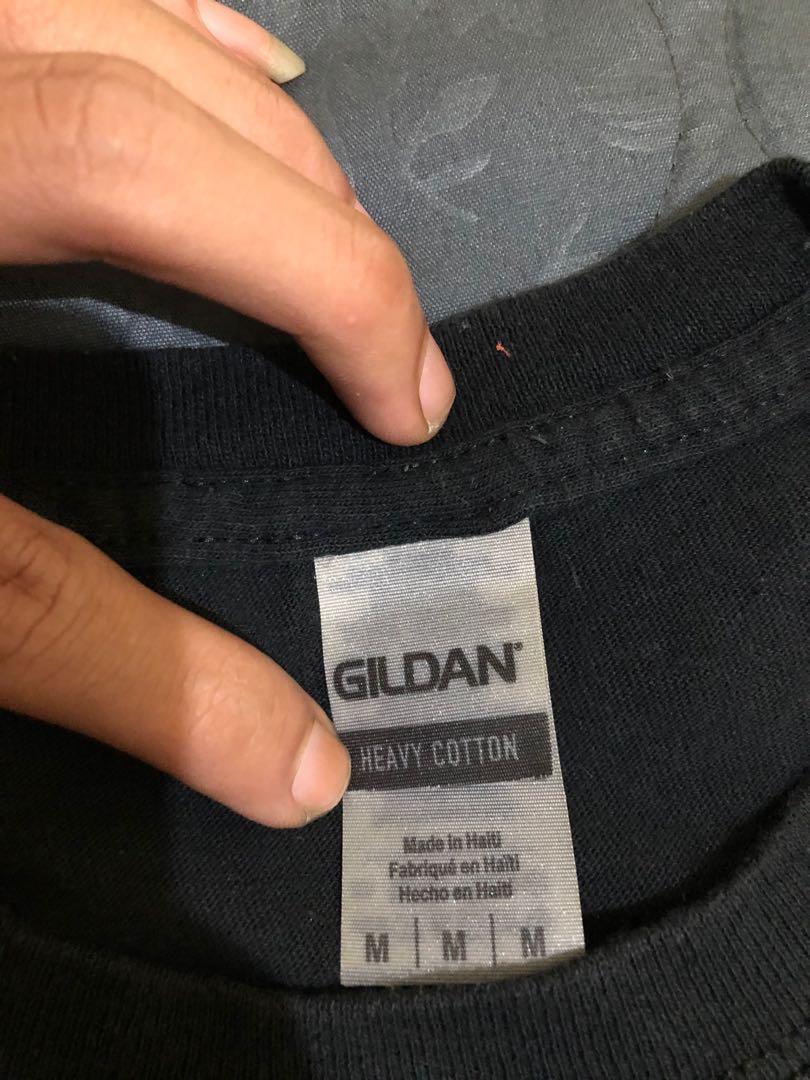 GILDAN®
HEAVY COTTON
Made in Haiti
Fabriqué en Haïti
Hecho en Haití
M | M | M